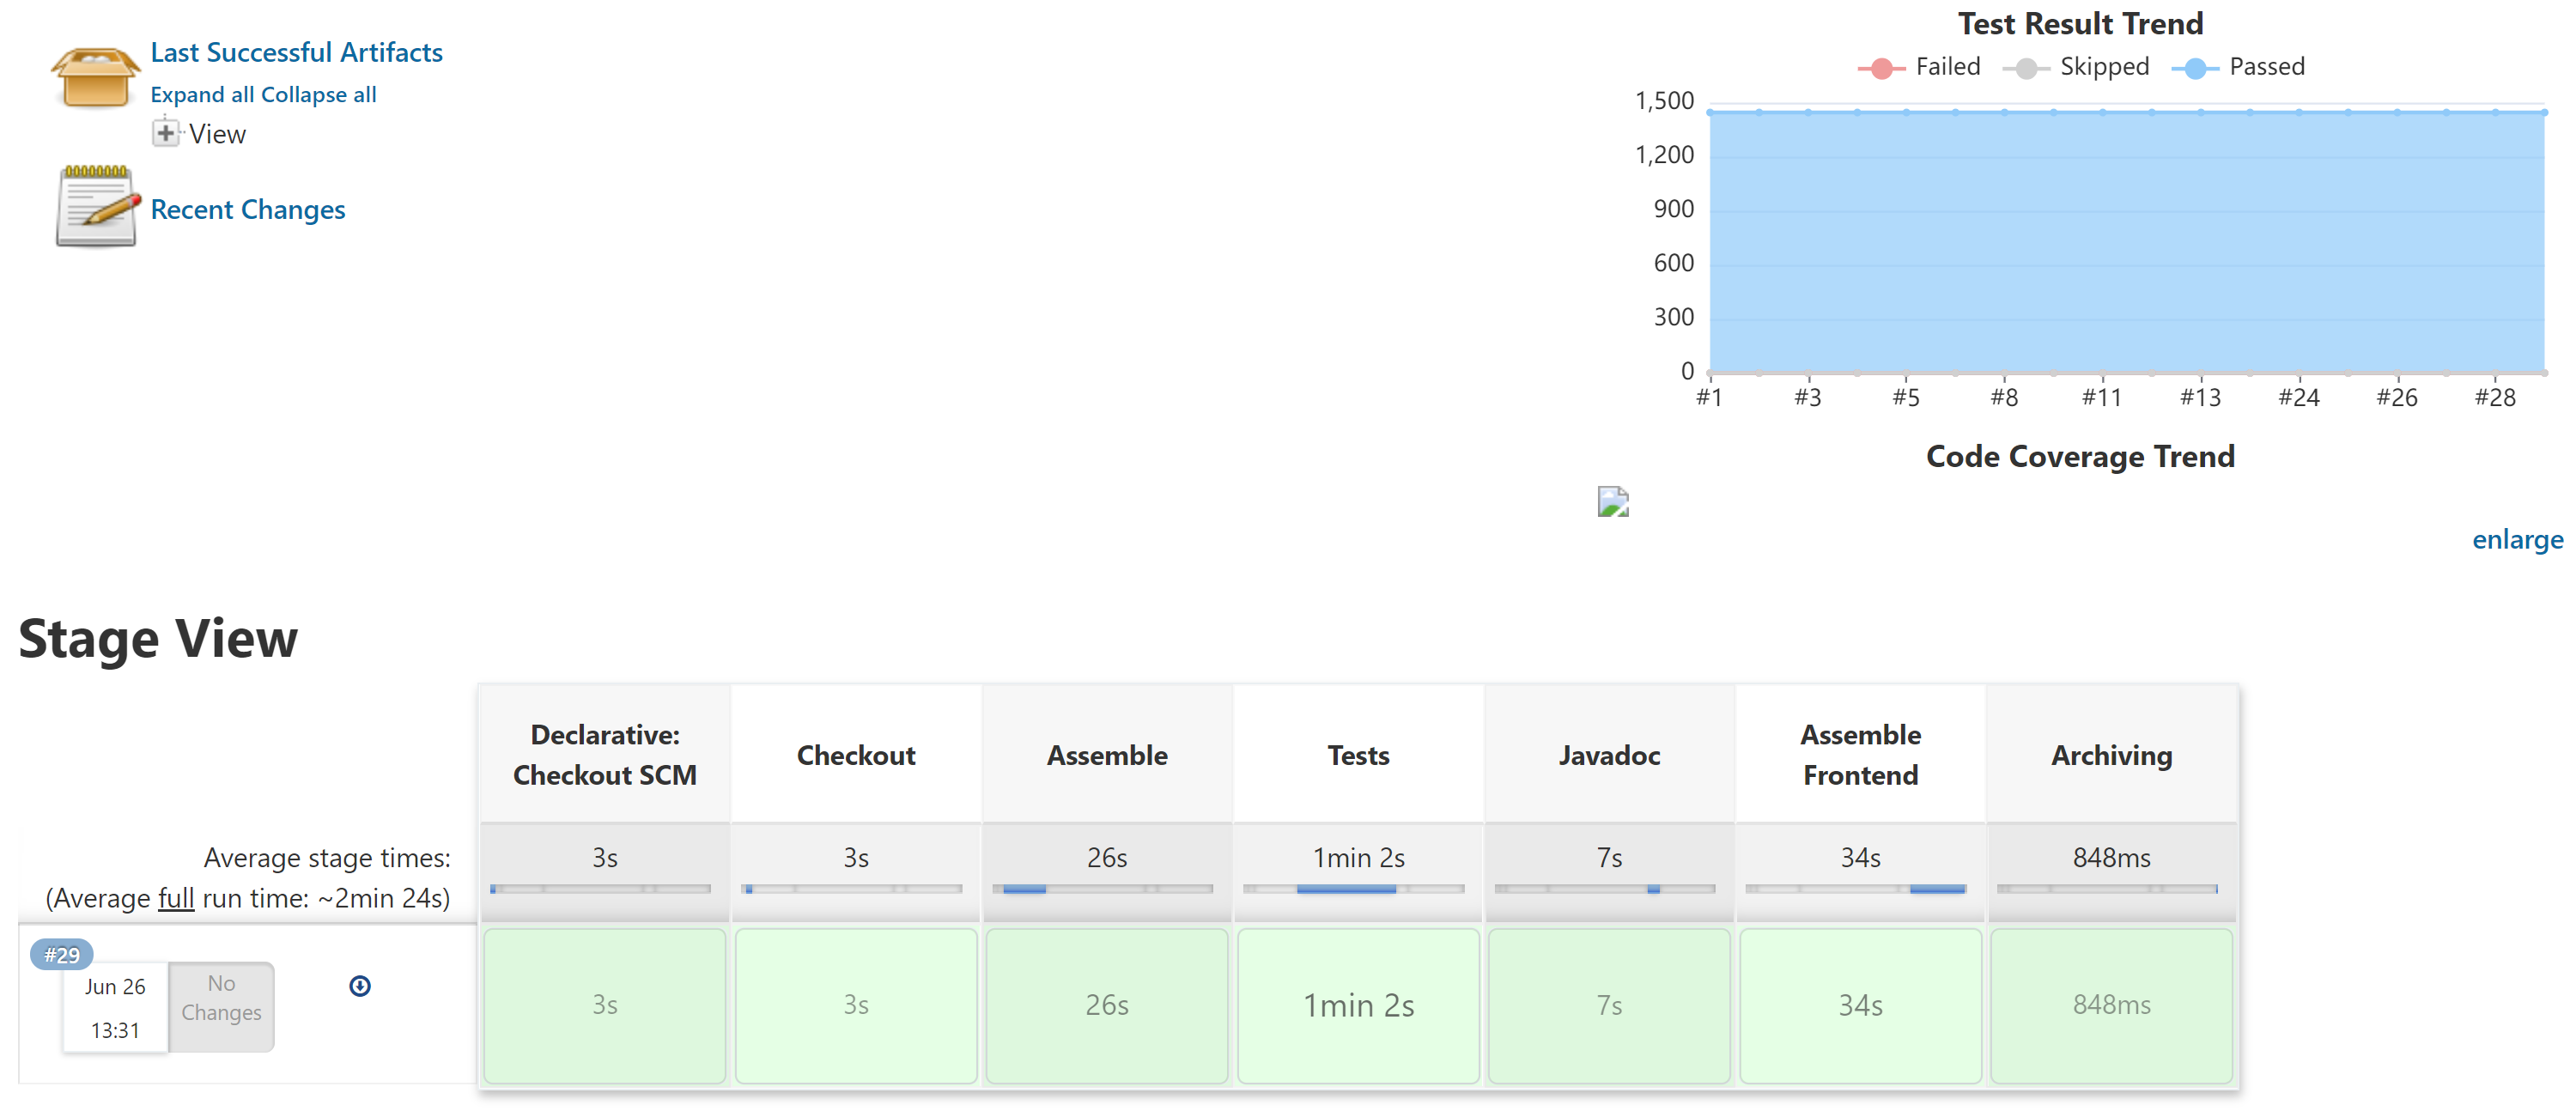 Last Successful Artifacts
Expand all Collapse all
View
Recent Changes
Test Result Trend
Failed Skipped Passed
1,500
1,200
900
600
300
0
#1 #3 #5 #8 #11 #13 #24 #26 #28
Code Coverage Trend
enlarge
Stage View
Declarative:
Checkout SCM
Checkout
Assemble
Tests
Javadoc
Assemble
Frontend
Archiving
Average stage times:
(Average full run time: ~2min 24s)
3s 3s 26s 1min 2s 7s 34s 848ms
#29
Jun 26
13:31
No
Changes
3s 3s 26s 1min 2s 7s 34s 848ms